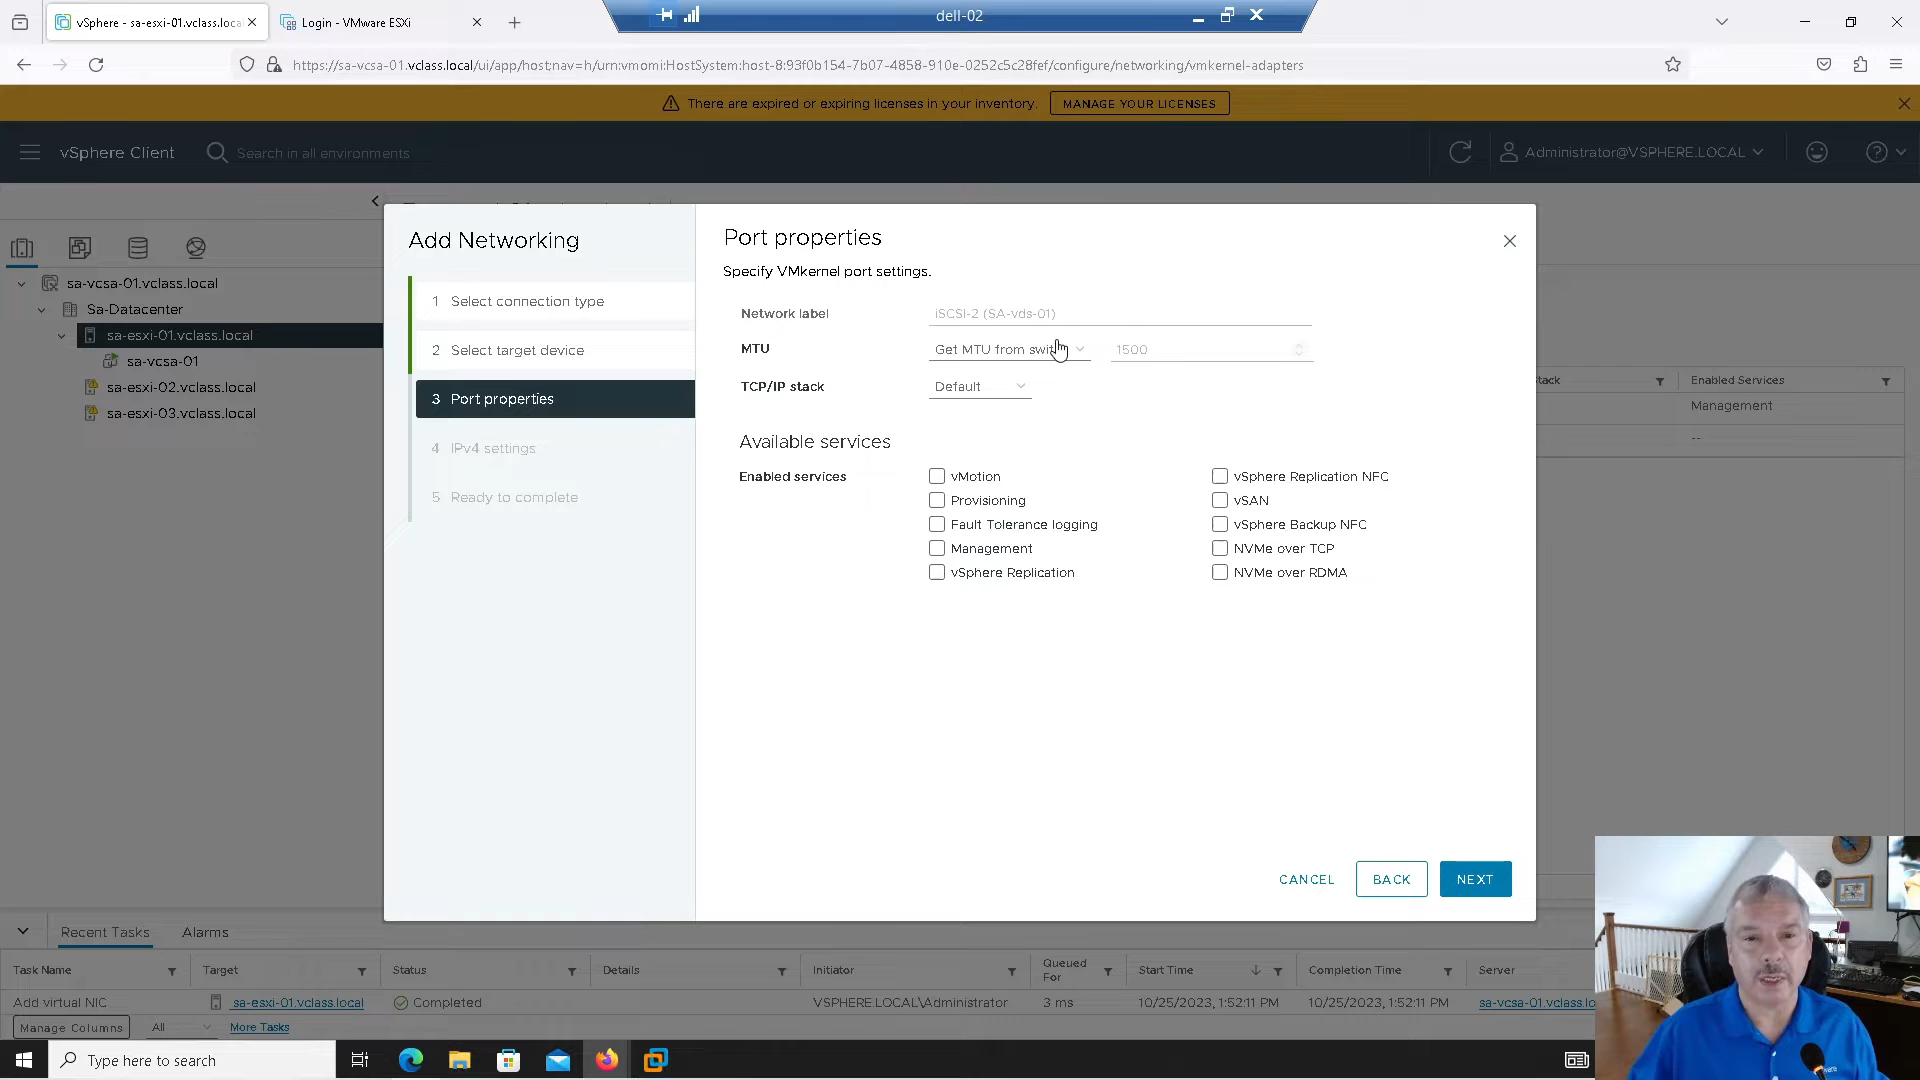 vSphere - sa-esxi-01.vclass.loca
Login - VMware ESXi
dell-02
https://sa-vcsa-01.vclass.local/ui/app/host;nav=h/urn:vmomi:HostSystem:host-8:93f0b154-7b07-4858-910e-0252c5c28fef/configure/networking/vmkernel-adapters
There are expired or expiring licenses in your inventory.
MANAGE YOUR LICENSES
vSphere Client
Search in all environments
Administrator@VSPHERE.LOCAL
sa-vcsa-01.vclass.local
Sa-Datacenter
sa-esxi-01.vclass.local
sa-vcsa-01
sa-esxi-02.vclass.local
sa-esxi-03.vclass.local
Add Networking
1 Select connection type
2 Select target device
3 Port properties
4 IPv4 settings
5 Ready to complete
Port properties
Specify VMkernel port settings.
Network label
iSCSI-2 (SA-vds-01)
MTU
Get MTU from swit
1500
TCP/IP stack
Default
Available services
Enabled services
vMotion
vSphere Replication NFC
Provisioning
vSAN
Fault Tolerance logging
vSphere Backup NFC
Management
NVMe over TCP
vSphere Replication
NVMe over RDMA
CANCEL
BACK
NEXT
tack
Enabled Services
Management
--
Recent Tasks
Alarms
Task Name
Target
Status
Details
Initiator
Queued For
Start Time
Completion Time
Server
Add virtual NIC
sa-esxi-01.vclass.local
Completed
VSPHERE.LOCAL\Administrator
3 ms
10/25/2023, 1:52:11 PM
10/25/2023, 1:52:11 PM
sa-vcsa-01.vclass.lo
Manage Columns
All
More Tasks
Type here to search